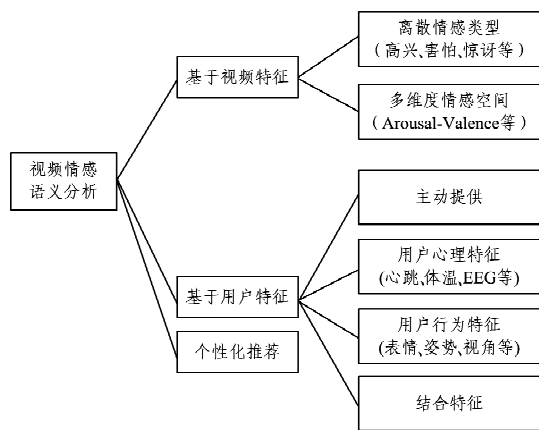 离散情感类型
（高兴、害怕、惊讶等）
基于视频特征
多维度情感空间
（Arousal-Valence等）
视频情感
语义分析
主动提供
用户心理特征
(心跳、体温、EEG等)
基于用户特征
用户行为特征
(表情、姿势、视角等)
个性化推荐
结合特征